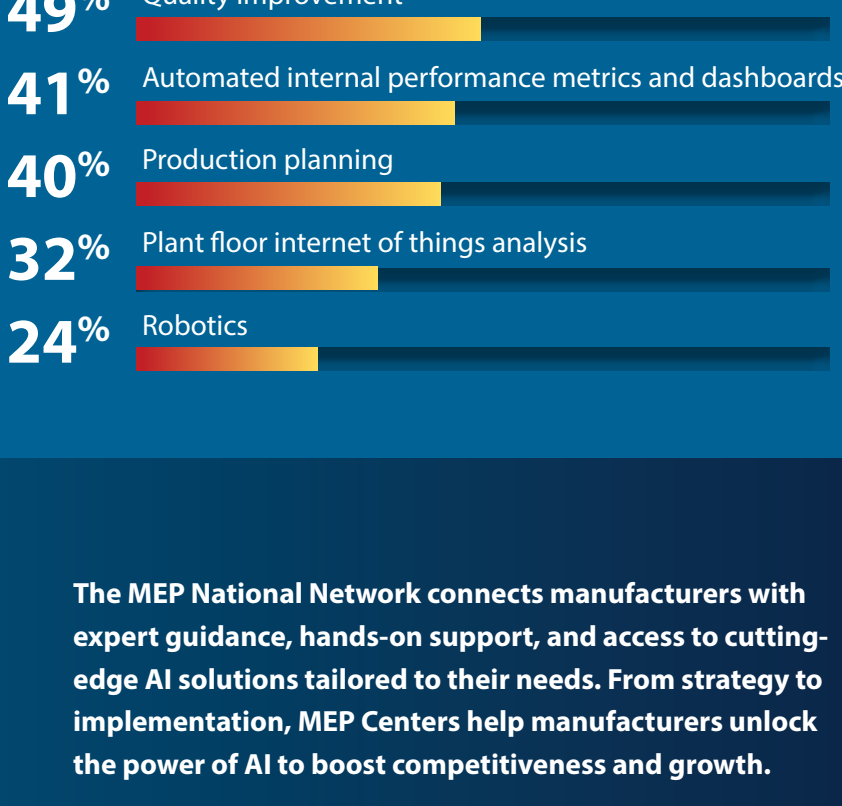 49% Quality improvement
41% Automated internal performance metrics and dashboards
40% Production planning
32% Plant floor internet of things analysis
24% Robotics
The MEP National Network connects manufacturers with
expert guidance, hands-on support, and access to cutting-
edge AI solutions tailored to their needs. From strategy to
implementation, MEP Centers help manufacturers unlock
the power of AI to boost competitiveness and growth.